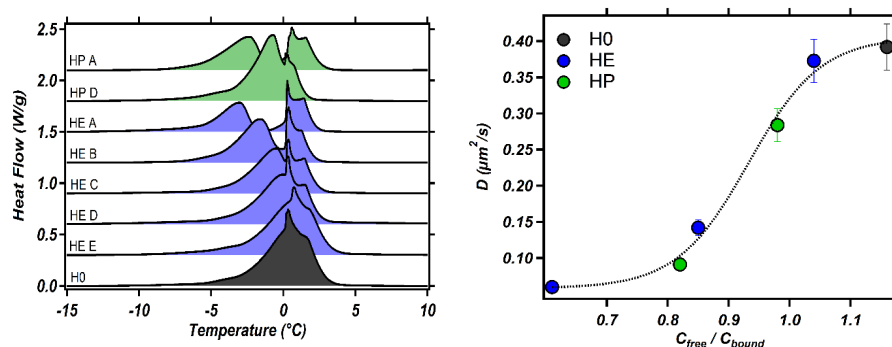 2.5
2.0
1.5
1.0
0.5
0.0
Heat Flow (W/g)
HP A
HP D
HE A
HE B
HE C
HE D
HE E
H0
-15
-10
-5
0
5
10
Temperature (°C)
H0
HE
HP
0.40
0.35
0.30
0.25
0.20
0.15
0.10
D (µm²/s)
0.7
0.8
0.9
1.0
1.1
C_free / C_bound